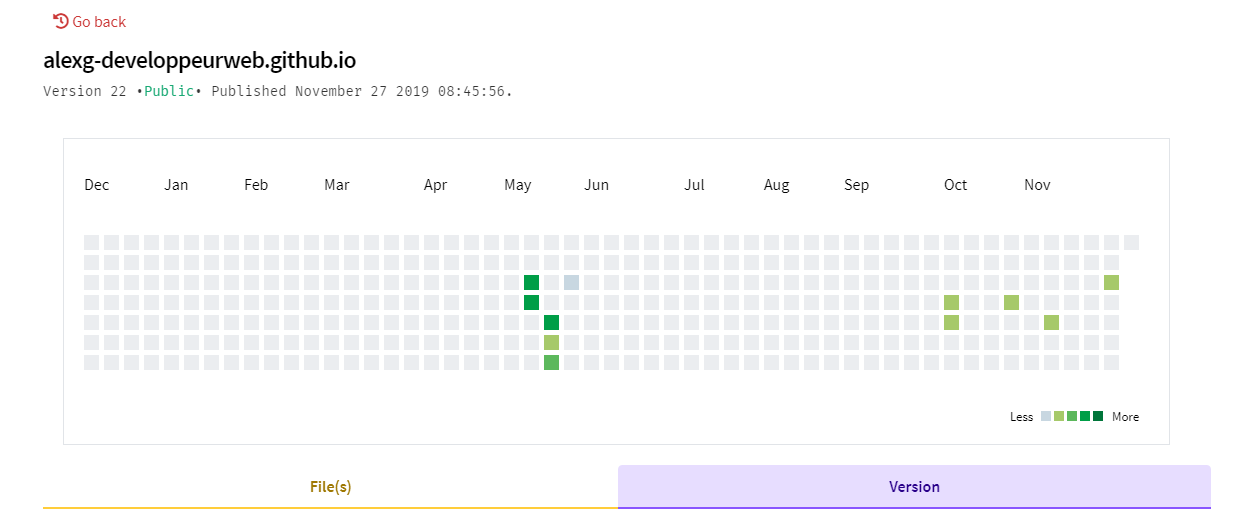 Go back
alexg-developpeurweb.github.io
Version 22 •Public• Published November 27 2019 08:45:56.
Dec Jan Feb Mar Apr May Jun Jul Aug Sep Oct Nov
Less More
File(s) Version